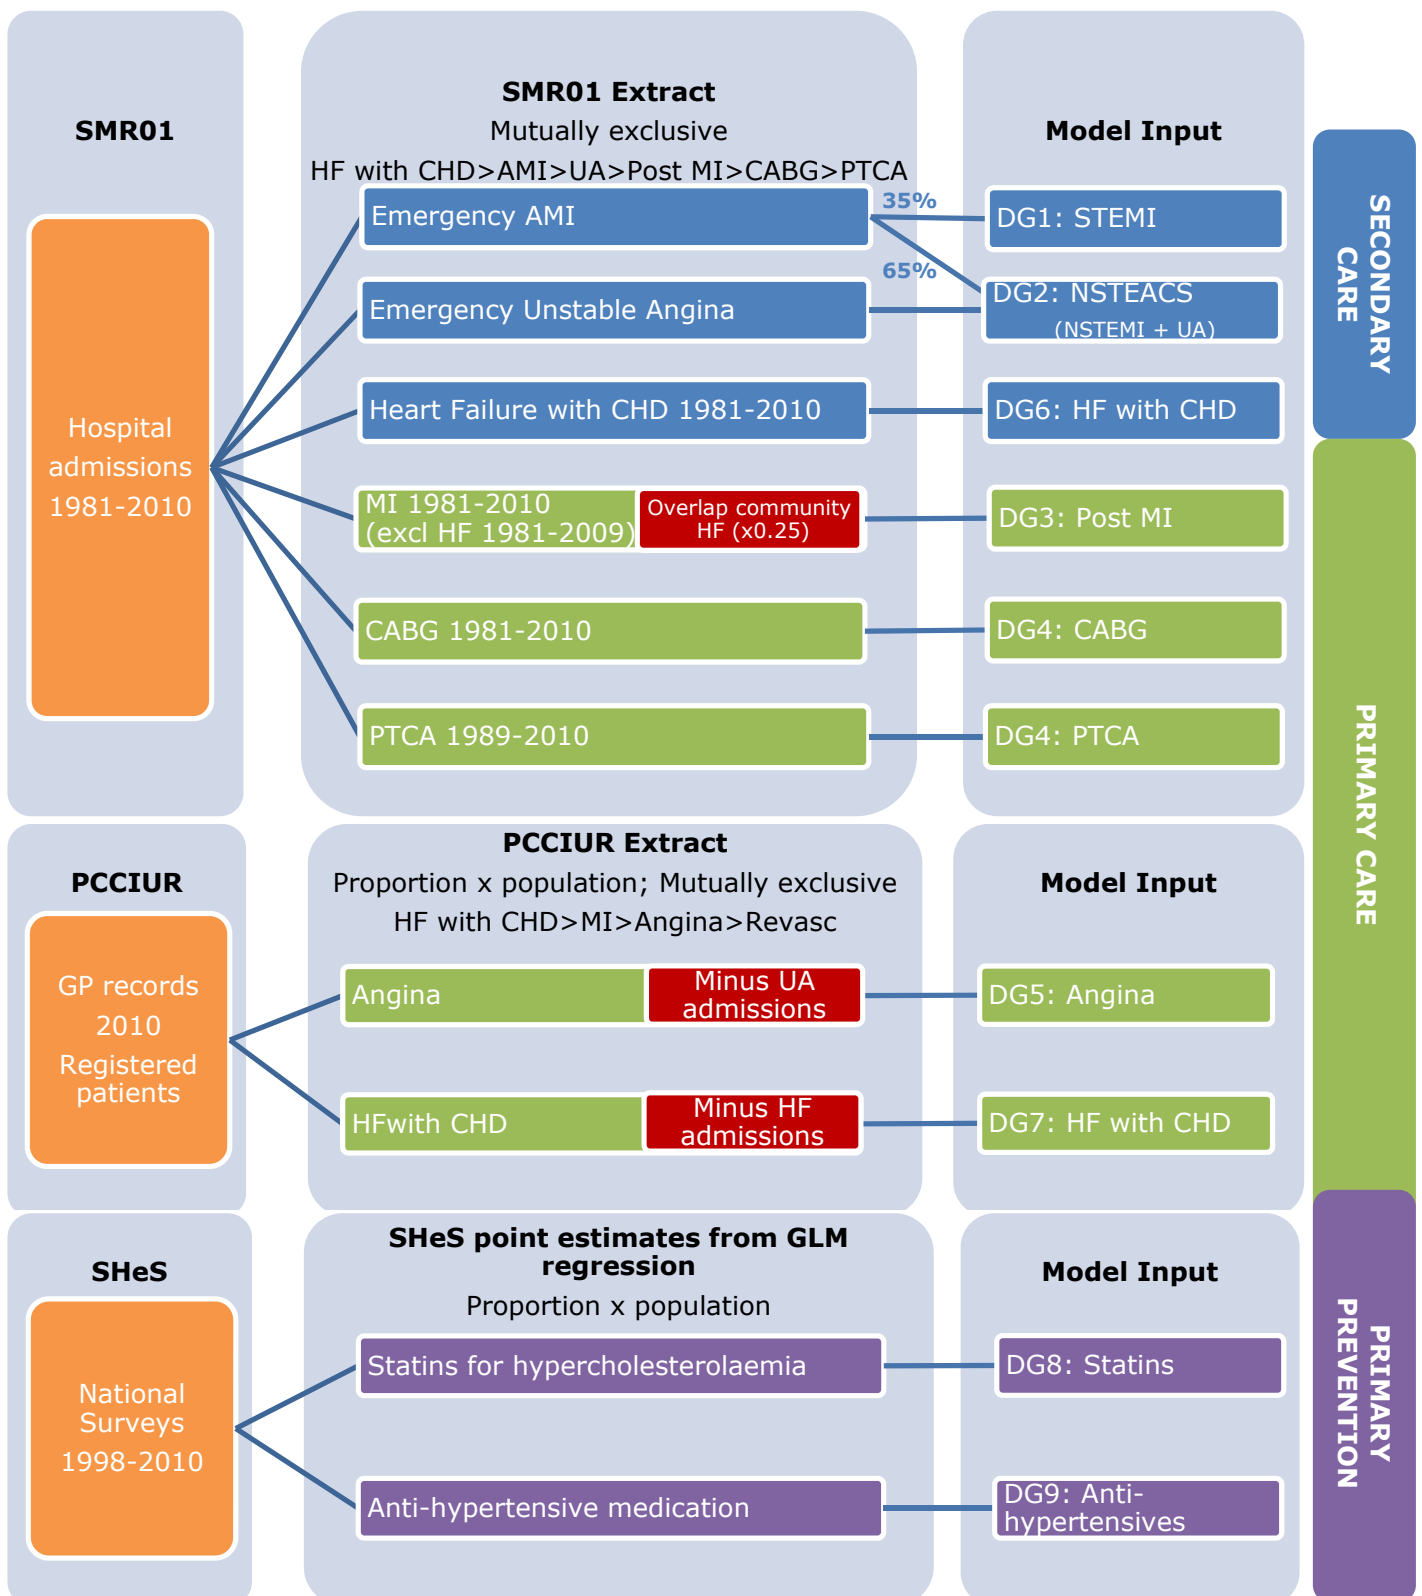 SMR01
Hospital
admissions
1981-2010
SMR01 Extract
Mutually exclusive
HF with CHD>AMI>UA>Post MI>CABG>PTCA
Emergency AMI
35%
65%
Emergency Unstable Angina
Heart Failure with CHD 1981-2010
MI 1981-2010
(excl HF 1981-2009)
Overlap community
HF (x0.25)
CABG 1981-2010
PTCA 1989-2010
Model Input
DG1: STEMI
DG2: NSTEACS
(NSTEMI + UA)
DG6: HF with CHD
DG3: Post MI
DG4: CABG
DG4: PTCA
SECONDARY
CARE
PRIMARY CARE
PCCIUR
GP records
2010
Registered
patients
PCCIUR Extract
Proportion x population; Mutually exclusive
HF with CHD>MI>Angina>Revasc
Angina
Minus UA
admissions
HFwith CHD
Minus HF
admissions
Model Input
DG5: Angina
DG7: HF with CHD
SHeS
National
Surveys
1998-2010
SHeS point estimates from GLM
regression
Proportion x population
Statins for hypercholesterolaemia
Anti-hypertensive medication
Model Input
DG8: Statins
DG9: Anti-
hypertensives
PRIMARY
PREVENTION